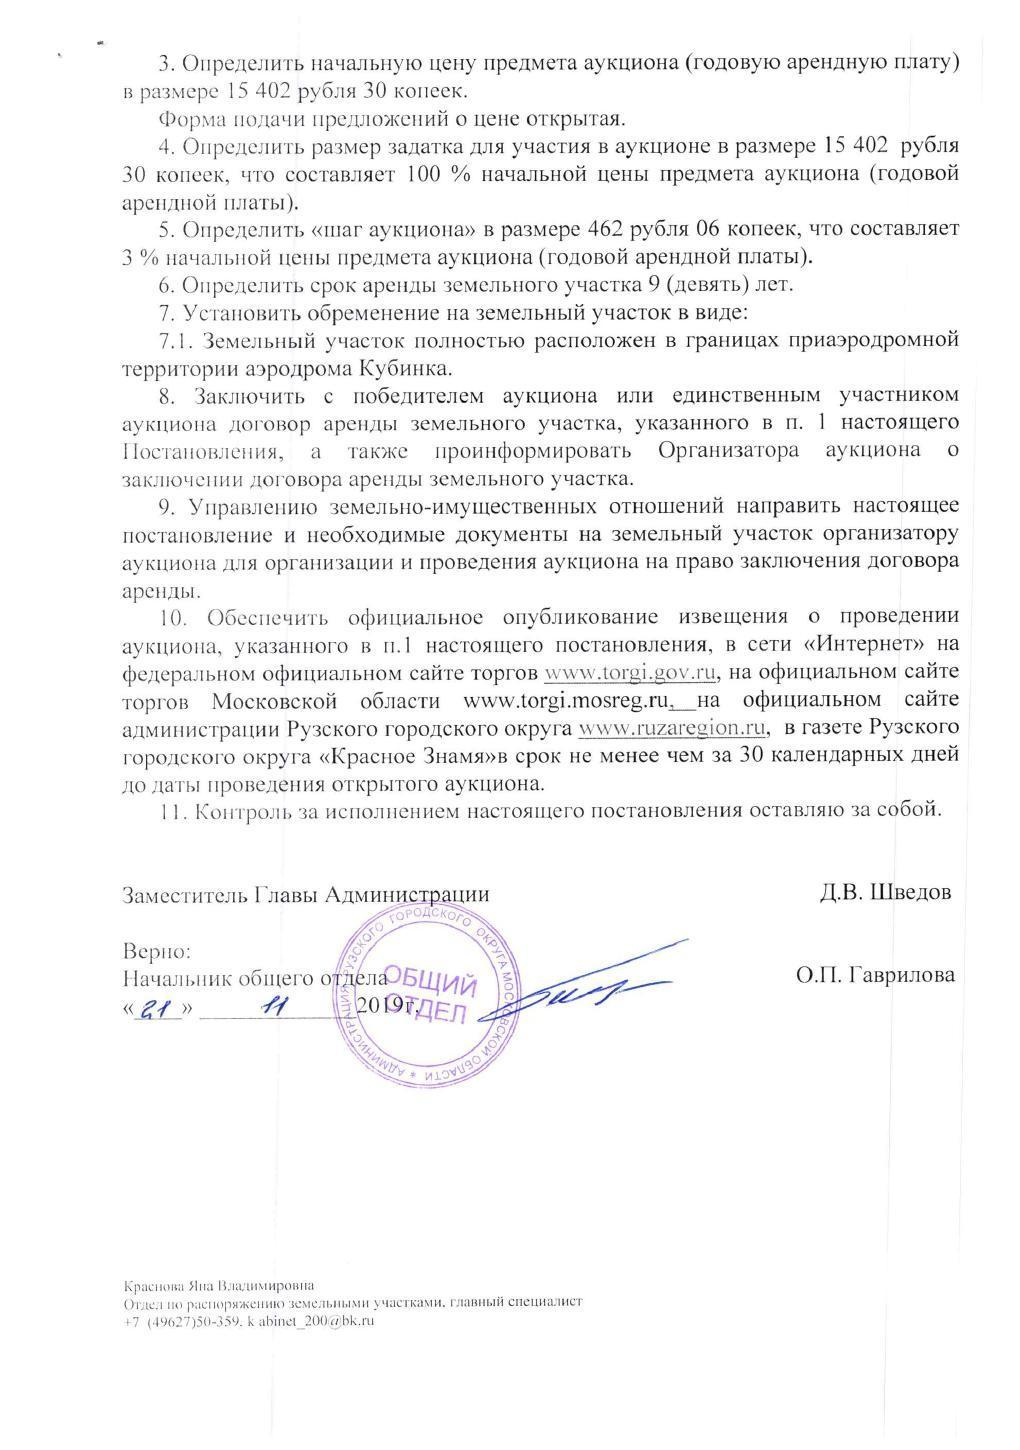 3. Определить начальную цену предмета аукциона (годовую арендную плату)
в размере 15 402 рубля 30 копеек.
Форма подачи предложений о цене открытая.
4. Определить размер задатка для участия в аукционе в размере 15 402 рубля
30 копеек, что составляет 100 % начальной цены предмета аукциона (годовой
арендной платы).
5. Определить «шаг аукциона» в размере 462 рубля 06 копеек, что составляет
3 % начальной цены предмета аукциона (годовой арендной платы).
6. Определить срок аренды земельного участка 9 (девять) лет.
7. Установить обременение на земельный участок в виде:
7.1. Земельный участок полностью расположен в границах приаэродромной
территории аэродрома Кубинка.
8. Заключить с победителем аукциона или единственным участником
аукциона договор аренды земельного участка, указанного в п. 1 настоящего
Постановления, а также проинформировать Организатора аукциона о
заключении договора аренды земельного участка.
9. Управлению земельно-имущественных отношений направить настоящее
постановление и необходимые документы на земельный участок организатору
аукциона для организации и проведения аукциона на право заключения договора
аренды.
10. Обеспечить официальное опубликование извещения о проведении
аукциона, указанного в п.1 настоящего постановления, в сети «Интернет» на
федеральном официальном сайте торгов www.torgi.gov.ru, на официальном сайте
торгов Московской области www.torgi.mosreg.ru, на официальном сайте
администрации Рузского городского округа www.ruzaregion.ru, в газете Рузского
городского округа «Красное Знамя»в срок не менее чем за 30 календарных дней
до даты проведения открытого аукциона.
11. Контроль за исполнением настоящего постановления оставляю за собой.
Заместитель Главы Администрации Д.В. Шведов
Верно:
Начальник общего отдела О.П. Гаврилова
«21» 11 2019г.
АДМИНИСТРАЦИЯ РУЗСКОГО ГОРОДСКОГО ОКРУГА МОСКОВСКОЙ ОБЛАСТИ *
ОБЩИЙ
ОТДЕЛ
Краснова Яна Владимировна
Отдел по распоряжению земельными участками, главный специалист
+7 (49627)50-359, k abinet_200@bk.ru